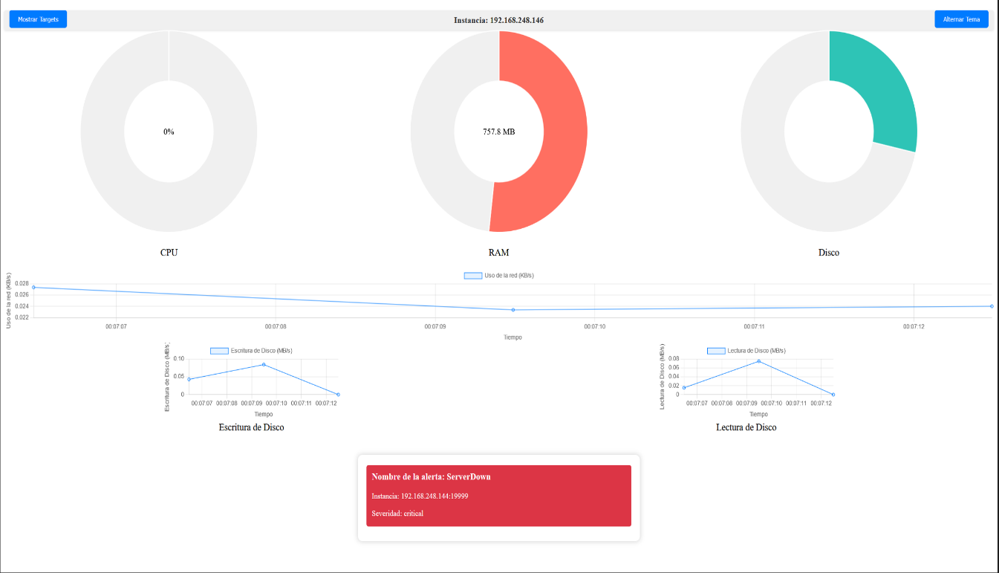 Mostrar Targets
Instancia: 192.168.248.146
Alternar Tema
0%
757.8 MB
CPU
RAM
Disco
Uso de la red (KB/s)
Uso de la red (KB/s)
0.028
0.026
0.024
0.022
00:07:07 00:07:08 00:07:09 00:07:10 00:07:11 00:07:12
Tiempo
Escritura de Disco (MB/s)
Escritura de Disco (MB/s)
0.10
0.05
0
00:07:07 00:07:08 00:07:09 00:07:10 00:07:11 00:07:12
Tiempo
Escritura de Disco
Lectura de Disco (MB/s)
Lectura de Disco (MB/s)
0.08
0.06
0.04
0.02
0
00:07:07 00:07:08 00:07:09 00:07:10 00:07:11 00:07:12
Tiempo
Lectura de Disco
Nombre de la alerta: ServerDown
Instancia: 192.168.248.144:19999
Severidad: critical